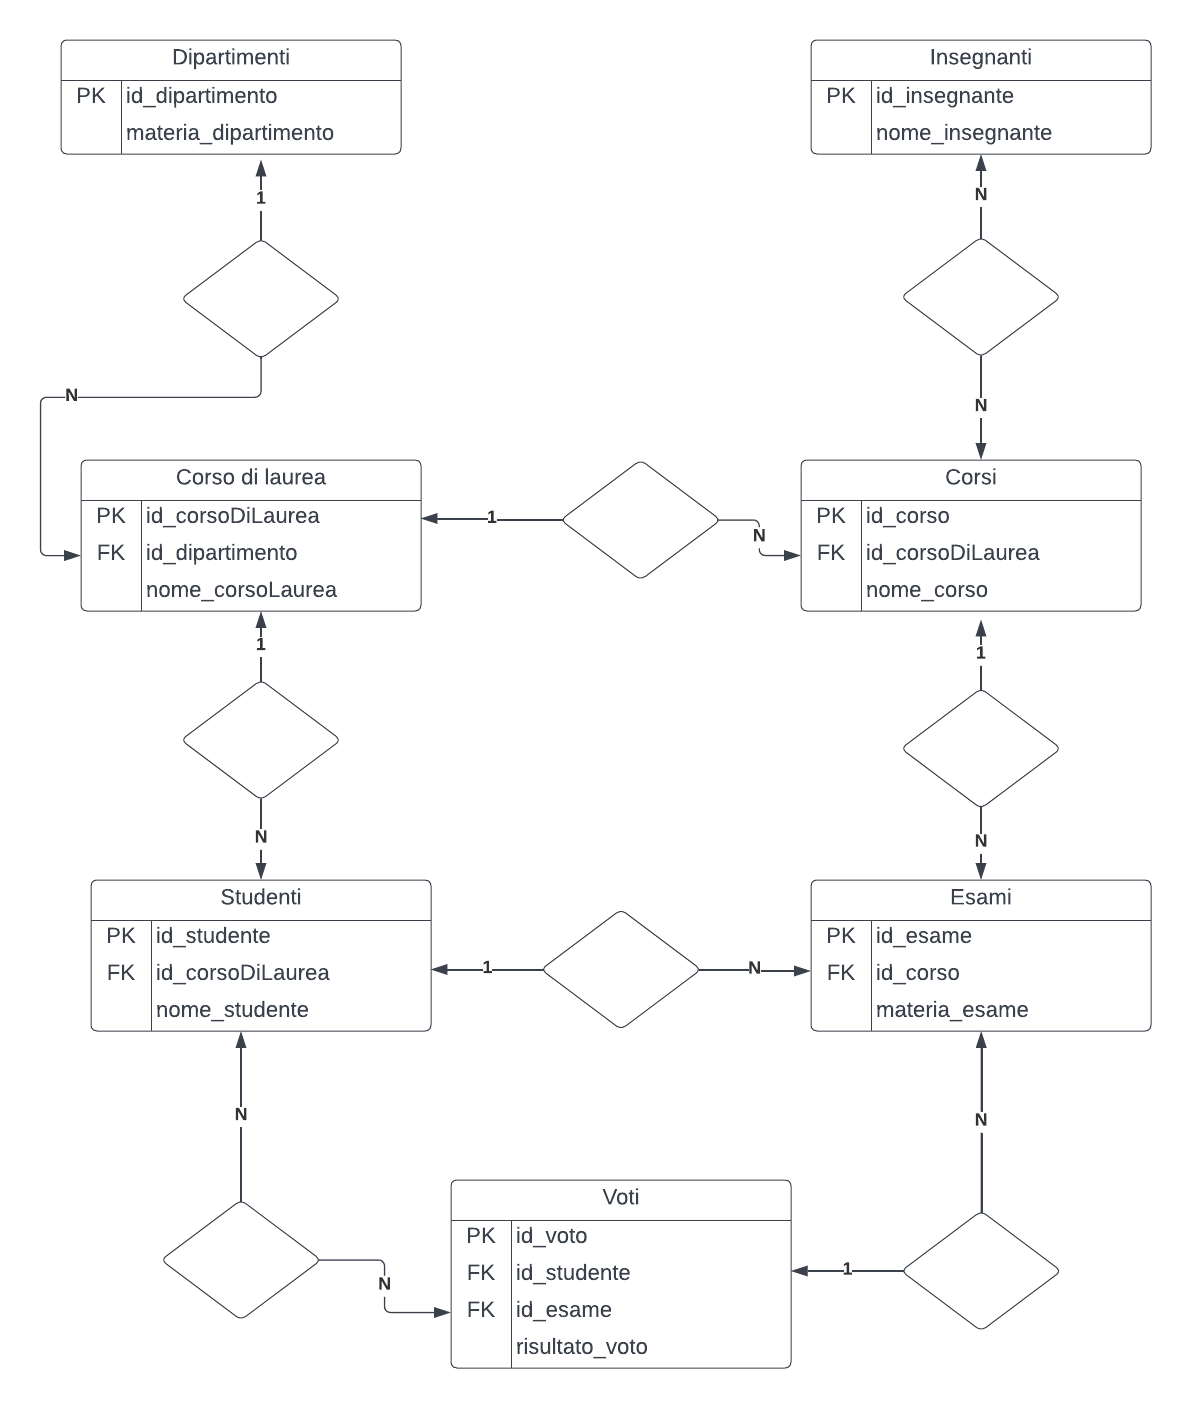 Dipartimenti
PK id_dipartimento
materia_dipartimento
Insegnanti
PK id_insegnante
nome_insegnante
1
N
N
N
Corso di laurea
PK id_corsoDiLaurea
FK id_dipartimento
nome_corsoLaurea
1
N
Corsi
PK id_corso
FK id_corsoDiLaurea
nome_corso
1
1
N
N
Studenti
PK id_studente
FK id_corsoDiLaurea
nome_studente
1
N
Esami
PK id_esame
FK id_corso
materia_esame
N
N
Voti
PK id_voto
FK id_studente
FK id_esame
risultato_voto
N
1